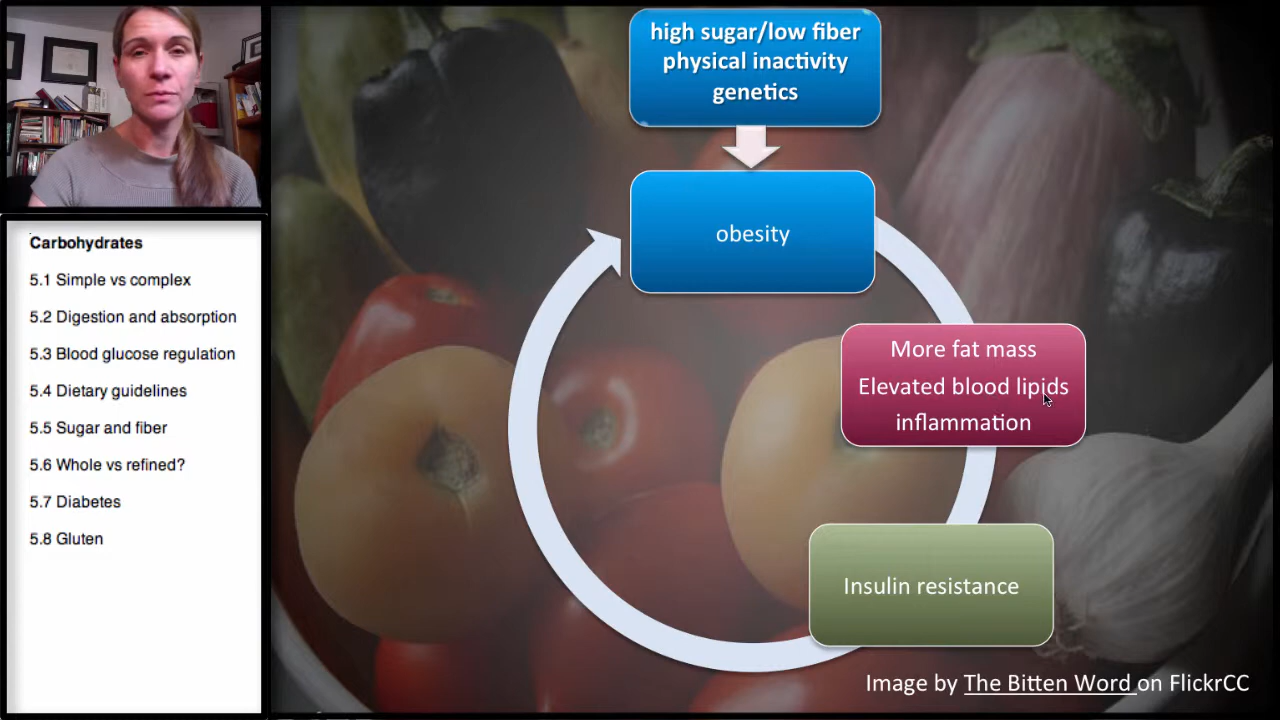 high sugar/low fiber
physical inactivity
genetics
obesity
More fat mass
Elevated blood lipids
inflammation
Insulin resistance
Image by The Bitten Word on FlickrCC
Carbohydrates
5.1 Simple vs complex
5.2 Digestion and absorption
5.3 Blood glucose regulation
5.4 Dietary guidelines
5.5 Sugar and fiber
5.6 Whole vs refined?
5.7 Diabetes
5.8 Gluten